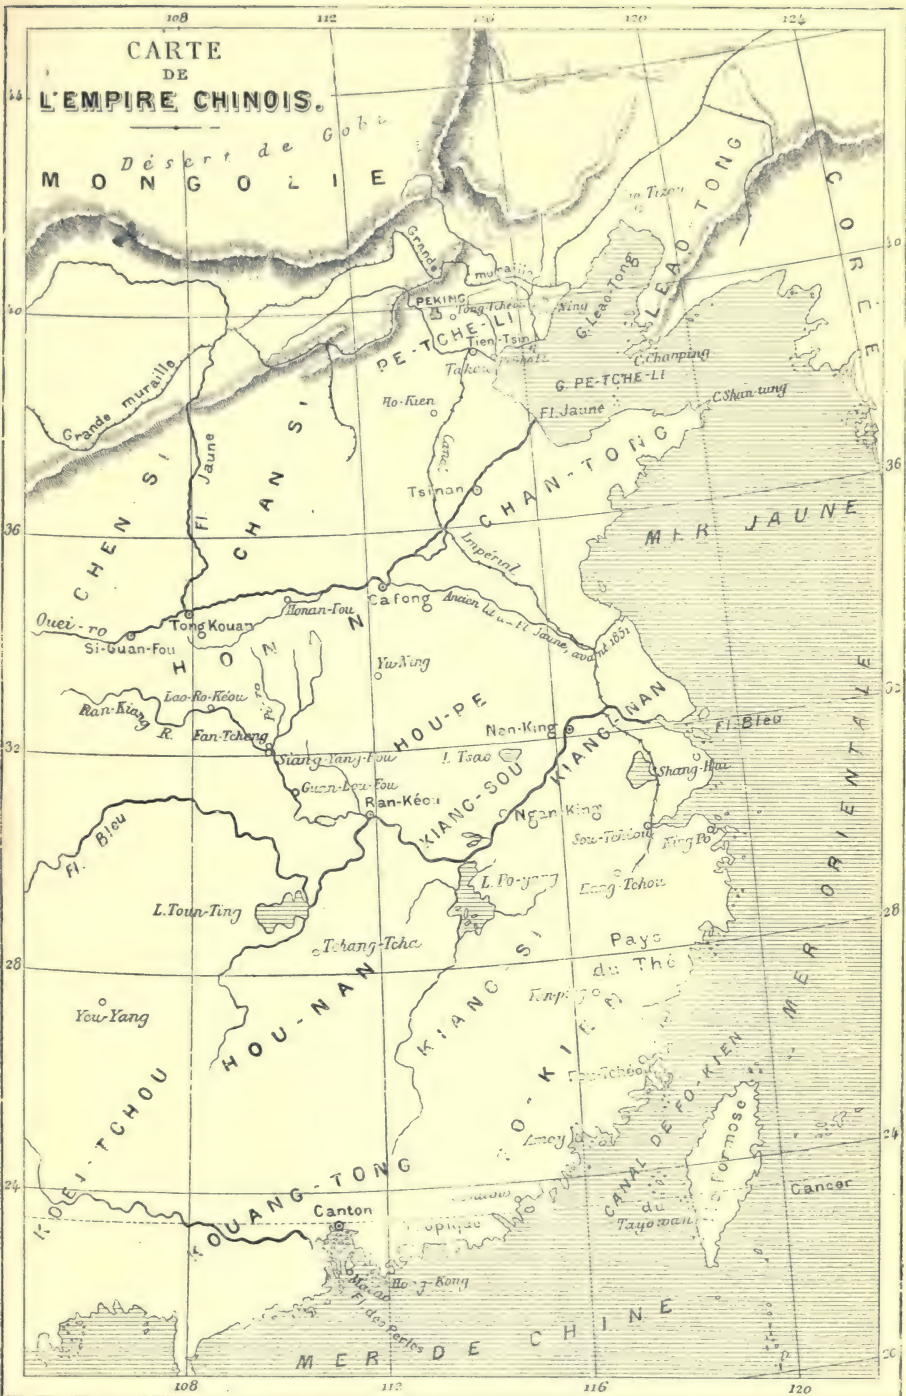 108
112
116
120
124
CARTE
DE
L'EMPIRE CHINOIS.
44
Désert de Gobi
MONGOLIE
CORÉE
LEAO-TONG
40
40
Grande muraille
PEKING
Tong-Tcheou
Ning
G. Leao-Tong
PE-TCHE-LI
Tien-Tsin
Takou
C. Chanping
G. PE-TCHE-LI
Grande muraille
Ho-Kien
Fl. Jaune
C. Shan-tung
Canal
Impérial
Fl. Jaune
CHEN SI
CHAN SI
Tsinan
CHAN-TONG
36
36
MER JAUNE
Ouei-ro
Si-Guan-Fou
Tong Kouan
Honan-Fou
Cafong
Ancien lit du Fl. Jaune, avant 1851
HONAN
Yu-Ning
Ran-Kiang R.
Lao-Ro-Kéou
Fan-Tcheng
Siang-Yang-Fou
HOU-PE
Nan-King
KIANG-NAN
Fl. Bleu
32
32
L. Tsao
Guan-Lou-Fou
Ran-Kéou
KIANG-SOU
Shang-Hai
Ngan-King
Sou-Tchou
Ning Po
Fl. Bleu
L. Toun-Ting
L. Po-yang
Hang-Tchou
MER ORIENTALE
28
28
Tchang-Tcha
Pays
du Thé
You-Yang
HOU-NAN
KIANG-SI
FO-KIEN
Fou-Tchéou
CANAL DE FO-KIEN
KOEI-TCHOU
Amoy
I. Formose
24
24
KOUANG-TONG
du
Tayowan
Canton
Tropique
Cancer
Macao
Hong-Kong
Fl. des Perles
MER DE CHINE
108
112
116
120